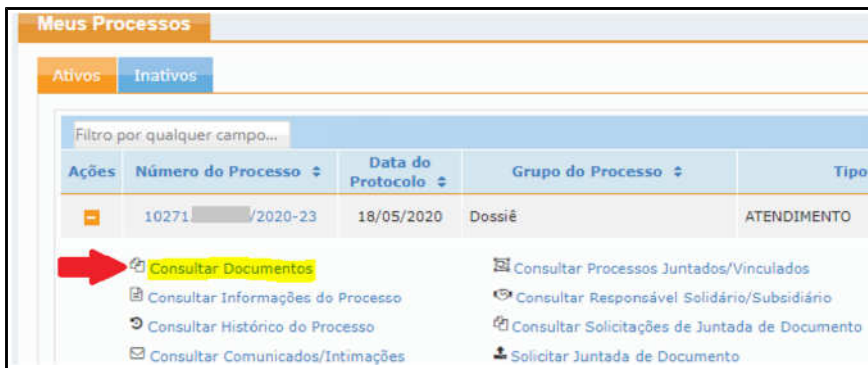 Meus Processos
Ativos Inativos
Filtro por qualquer campo...
Ações Número do Processo Data do Protocolo Grupo do Processo Tipo
10271. /2020-23 18/05/2020 Dossiê ATENDIMENTO
Consultar Documentos Consultar Processos Juntados/Vinculados
Consultar Informações do Processo Consultar Responsável Solidário/Subsidiário
Consultar Histórico do Processo Consultar Solicitações de Juntada de Documento
Consultar Comunicados/Intimações Solicitar Juntada de Documento